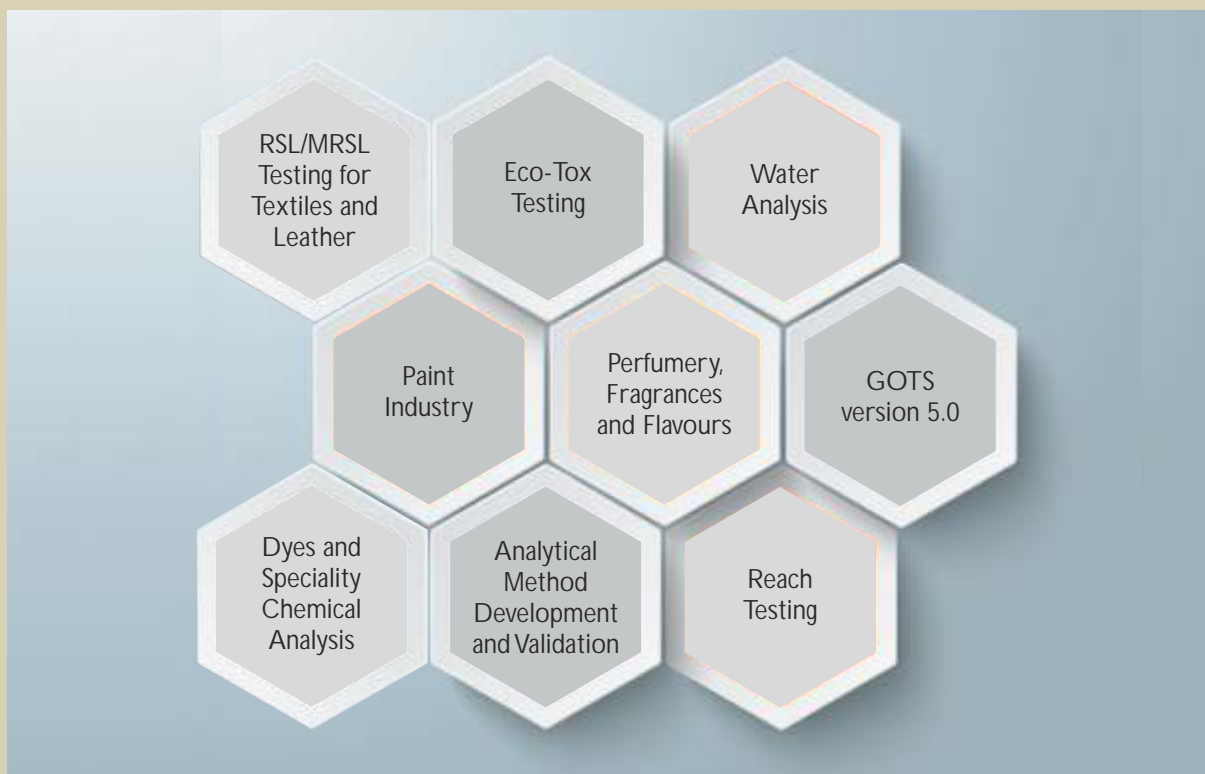 RSL/MRSL
Testing for
Textiles and
Leather
Eco-Tox
Testing
Water
Analysis
Paint
Industry
Perfumery,
Fragrances
and Flavours
GOTS
version 5.0
Dyes and
Speciality
Chemical
Analysis
Analytical
Method
Development
and Validation
Reach
Testing